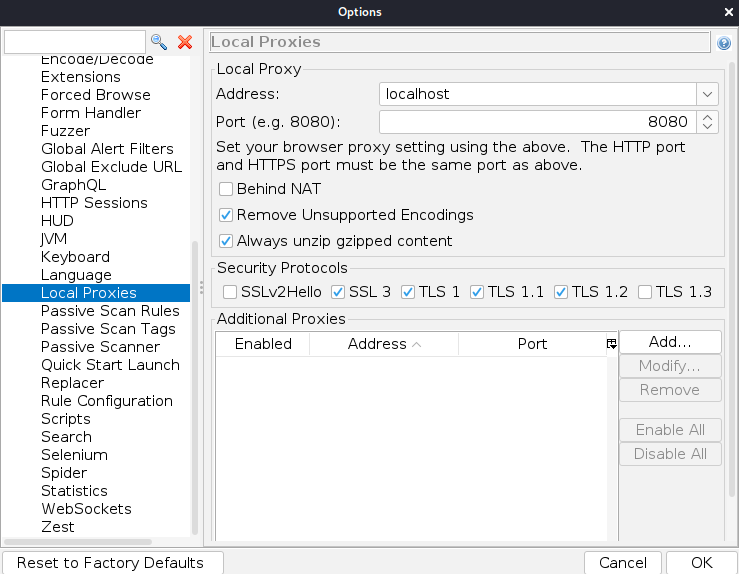 Options
Encode/Decode
Extensions
Forced Browse
Form Handler
Fuzzer
Global Alert Filters
Global Exclude URL
GraphQL
HTTP Sessions
HUD
JVM
Keyboard
Language
Local Proxies
Passive Scan Rules
Passive Scan Tags
Passive Scanner
Quick Start Launch
Replacer
Rule Configuration
Scripts
Search
Selenium
Spider
Statistics
WebSockets
Zest
Local Proxies
Local Proxy
Address: localhost
Port (e.g. 8080): 8080
Set your browser proxy setting using the above.  The HTTP port
and HTTPS port must be the same port as above.
Behind NAT
Remove Unsupported Encodings
Always unzip gzipped content
Security Protocols
SSLv2Hello SSL 3 TLS 1 TLS 1.1 TLS 1.2 TLS 1.3
Additional Proxies
Enabled Address Port
Add...
Modify...
Remove
Enable All
Disable All
Reset to Factory Defaults Cancel OK